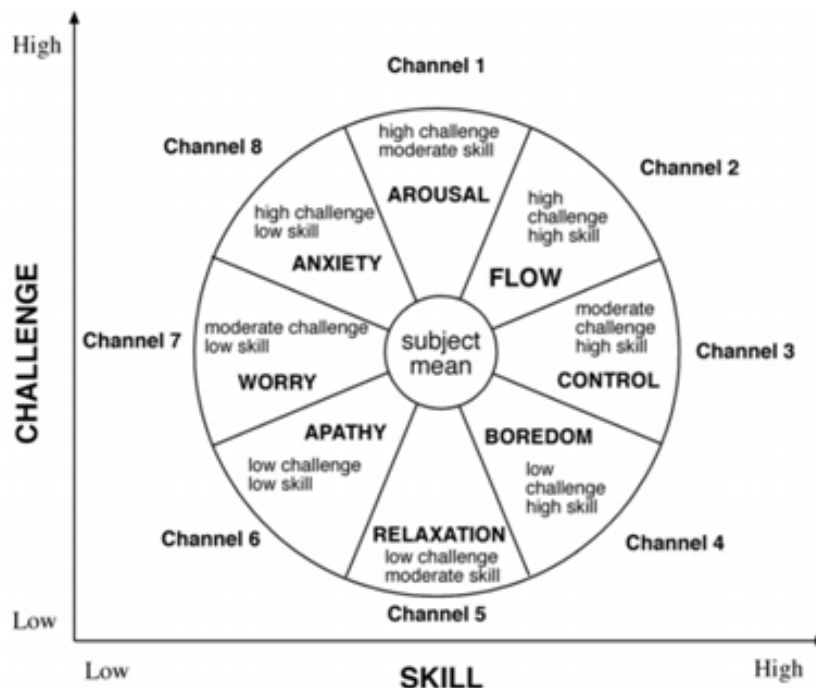 High
Channel 1
Channel 8
high challenge
moderate skill
AROUSAL
Channel 2
high challenge
low skill
ANXIETY
high
challenge
high skill
FLOW
CHALLENGE
Channel 7
moderate challenge
low skill
WORRY
subject
mean
moderate
challenge
high skill
CONTROL
Channel 3
APATHY
low challenge
low skill
BOREDOM
low
challenge
high skill
Channel 6
RELAXATION
low challenge
moderate skill
Channel 4
Channel 5
Low
Low
SKILL
High